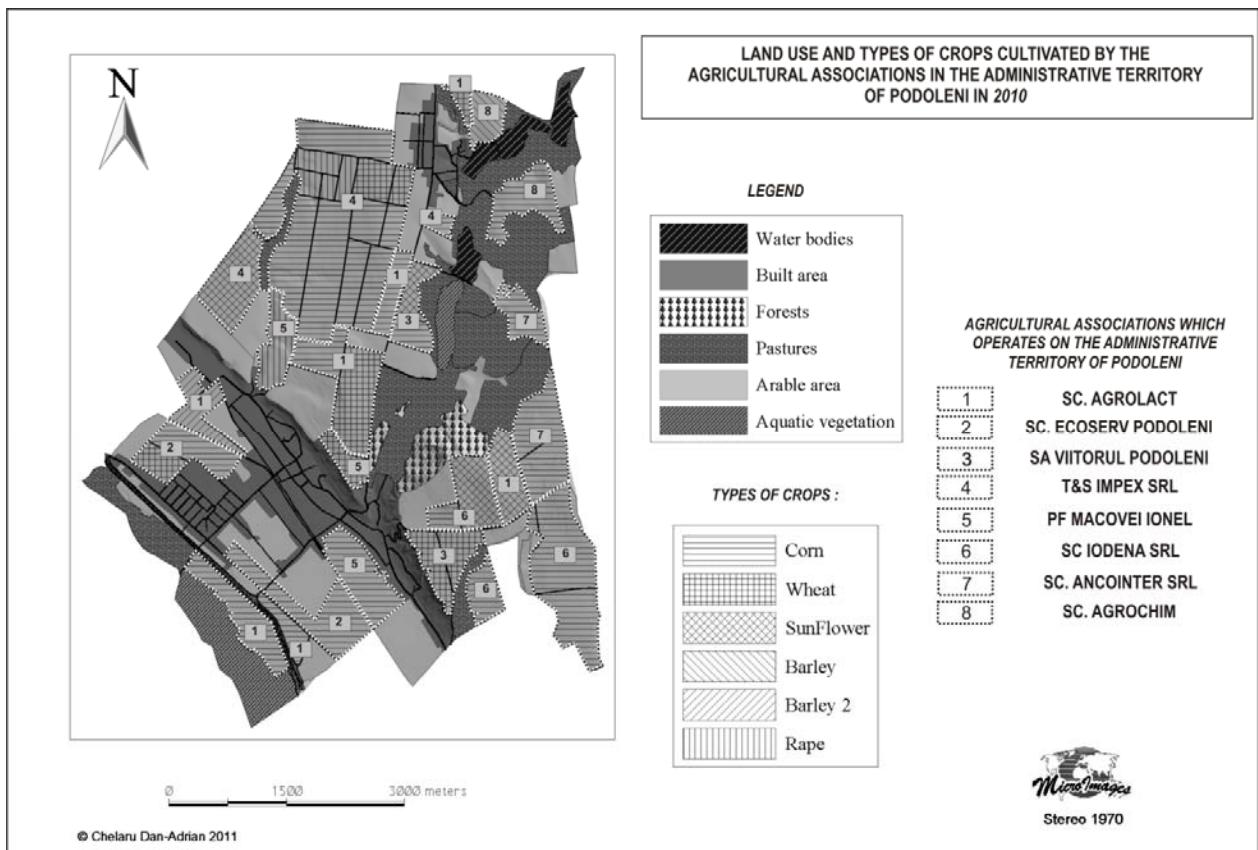 LAND USE AND TYPES OF CROPS CULTIVATED BY THE
AGRICULTURAL ASSOCIATIONS IN THE ADMINISTRATIVE TERRITORY
OF PODOLENI IN 2010
N
1
8
8
4
4
1
4
3
7
5
1
1
2
5
7
1
6
3
6
5
6
2
1
1
LEGEND
Water bodies
Built area
Forests
Pastures
Arable area
Aquatic vegetation
TYPES OF CROPS :
Corn
Wheat
SunFlower
Barley
Barley 2
Rape
AGRICULTURAL ASSOCIATIONS WHICH
OPERATES ON THE ADMINISTRATIVE
TERRITORY OF PODOLENI
1 SC. AGROLACT
2 SC. ECOSERV PODOLENI
3 SA VIITORUL PODOLENI
4 T&S IMPEX SRL
5 PF MACOVEI IONEL
6 SC IODENA SRL
7 SC. ANCOINTER SRL
8 SC. AGROCHIM
0 1500 3000 meters
© Chelaru Dan-Adrian 2011
MicroImages
Stereo 1970